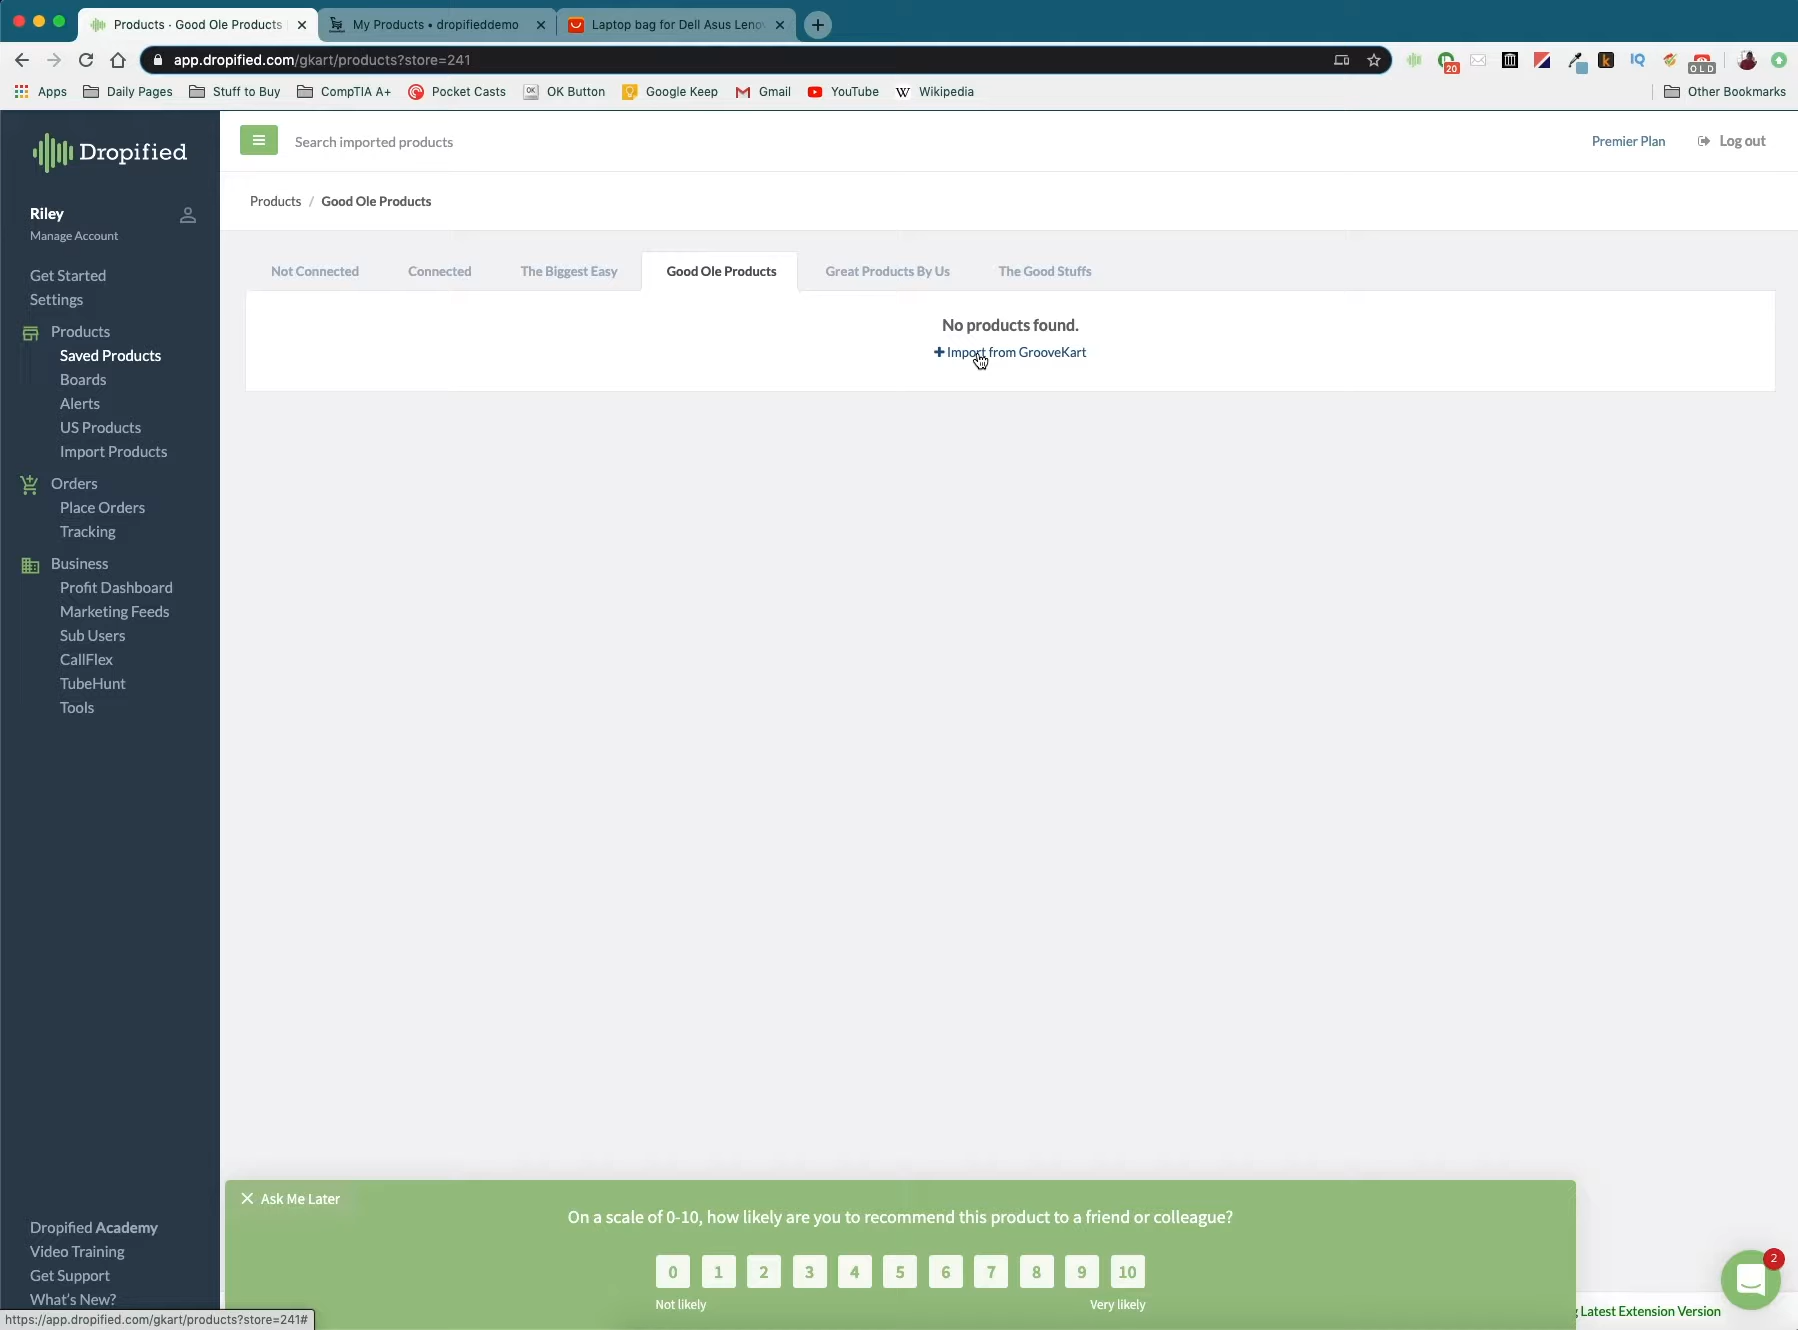 Products · Good Ole Products
My Products • dropifieddemo
Laptop bag for Dell Asus Leno
app.dropified.com/gkart/products?store=241
20
k
IQ
OLD
Apps
Daily Pages
Stuff to Buy
CompTIA A+
Pocket Casts
OK
OK Button
Google Keep
Gmail
YouTube
W Wikipedia
Other Bookmarks
Dropified
Search imported products
Premier Plan
Log out
Products / Good Ole Products
Riley
Manage Account
Get Started
Settings
Products
Saved Products
Boards
Alerts
US Products
Import Products
Orders
Place Orders
Tracking
Business
Profit Dashboard
Marketing Feeds
Sub Users
CallFlex
TubeHunt
Tools
Not Connected
Connected
The Biggest Easy
Good Ole Products
Great Products By Us
The Good Stuffs
No products found.
+ Import from GrooveKart
Dropified Academy
Video Training
Get Support
What's New?
https://app.dropified.com/gkart/products?store=241#
Ask Me Later
On a scale of 0-10, how likely are you to recommend this product to a friend or colleague?
0 1 2 3 4 5 6 7 8 9 10
Not likely
Very likely
2
Latest Extension Version